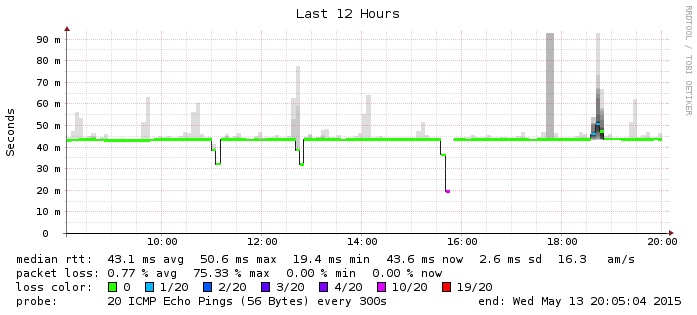 Last 12 Hours
RRDTOOL / TOBI OETIKER
Seconds
90 m
80 m
70 m
60 m
50 m
40 m
30 m
20 m
10 m
0
10:00 12:00 14:00 16:00 18:00 20:00
median rtt: 43.1 ms avg 50.6 ms max 19.4 ms min 43.6 ms now 2.6 ms sd 16.3 am/s
packet loss: 0.77 % avg 75.33 % max 0.00 % min 0.00 % now
loss color: 0 1/20 2/20 3/20 4/20 10/20 19/20
probe: 20 ICMP Echo Pings (56 Bytes) every 300s end: Wed May 13 20:05:04 2015